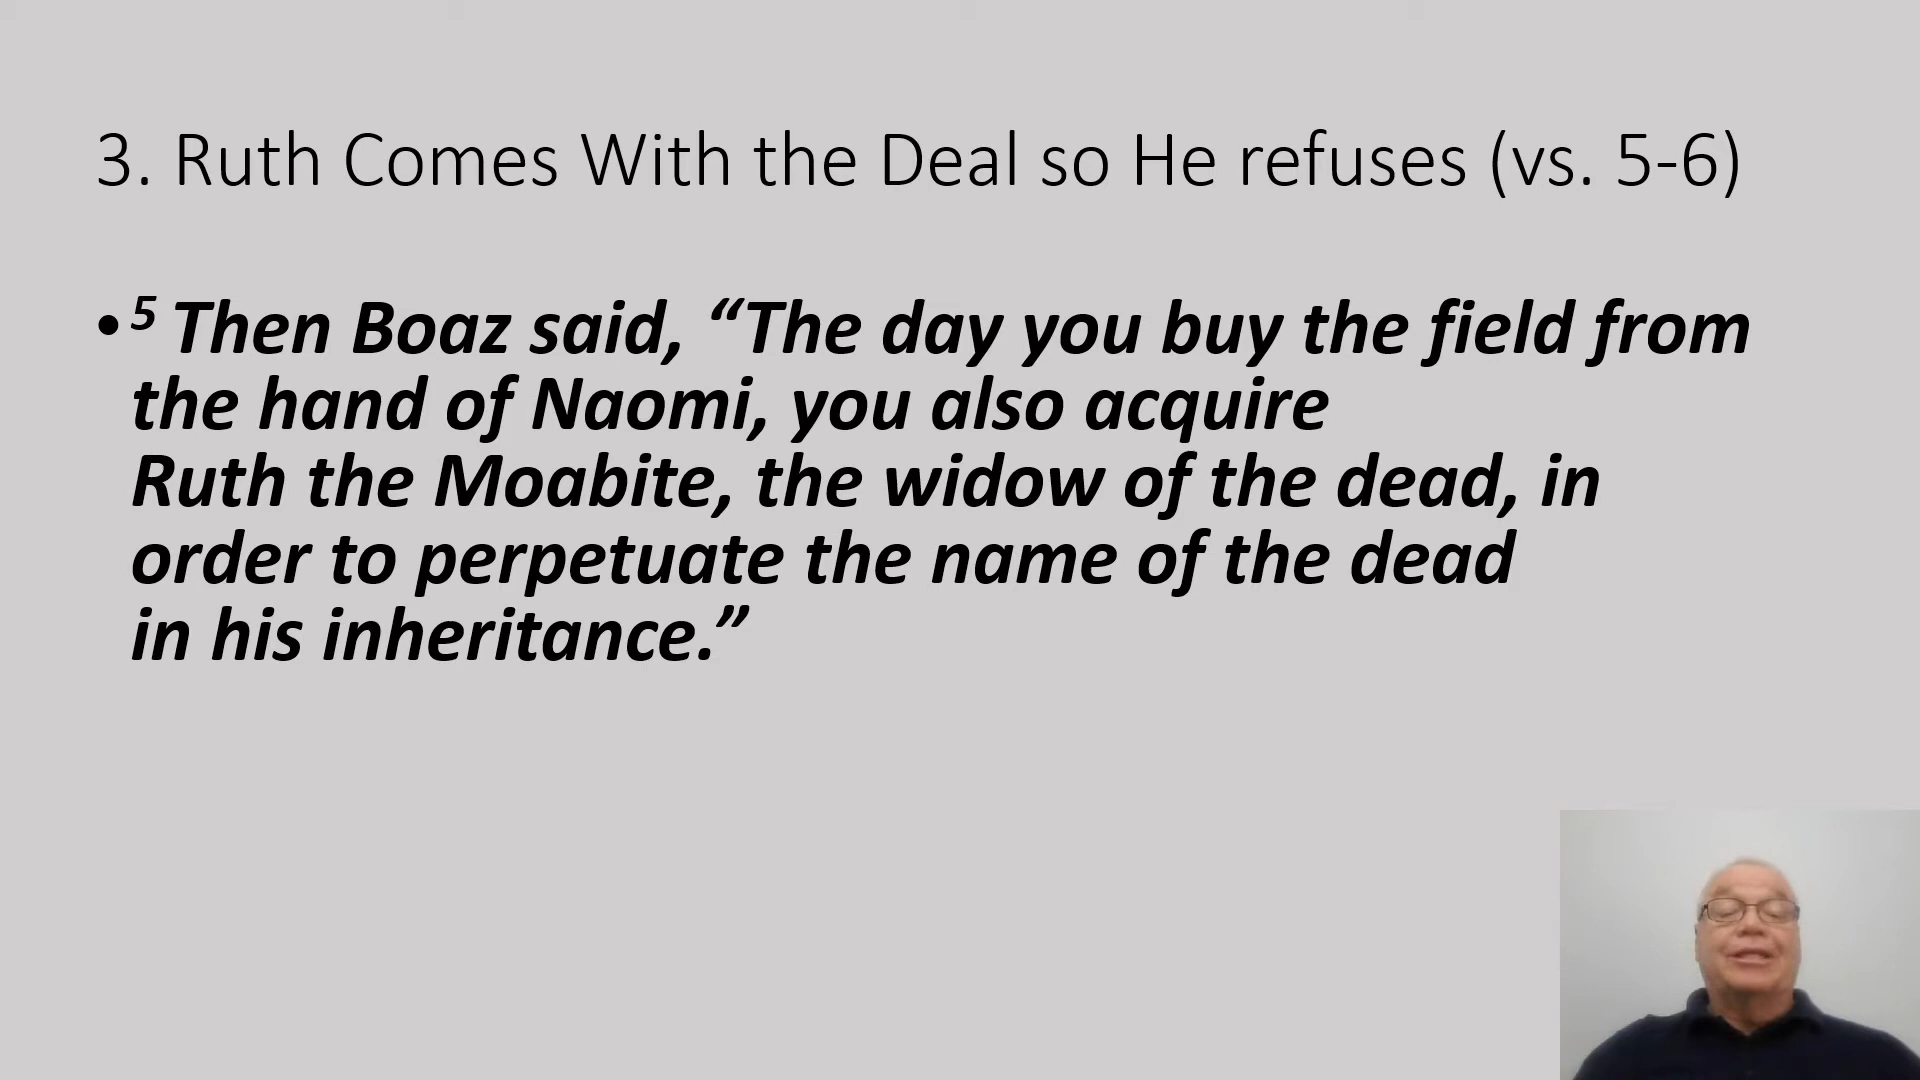 3. Ruth Comes With the Deal so He refuses (vs. 5-6)
• 5 Then Boaz said, “The day you buy the field from
the hand of Naomi, you also acquire
Ruth the Moabite, the widow of the dead, in
order to perpetuate the name of the dead
in his inheritance.”